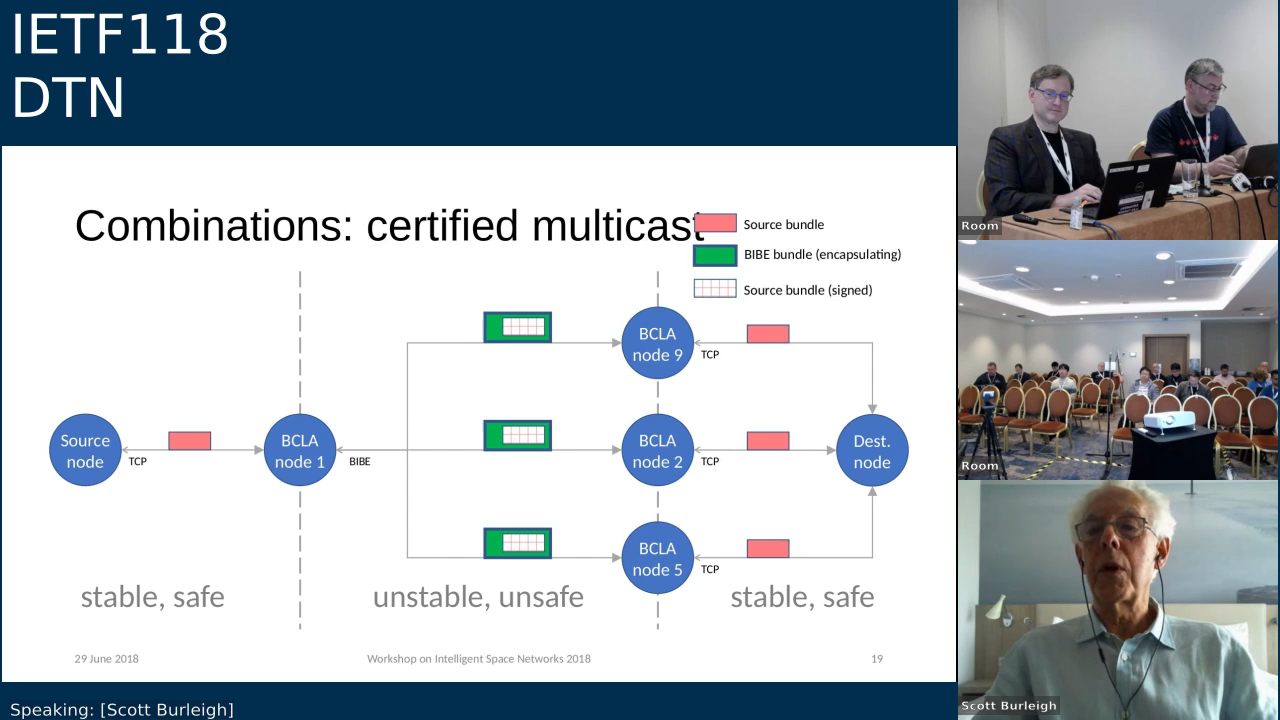 IETF118
DTN
Combinations: certified multicast
Source bundle
BIBE bundle (encapsulating)
Source bundle (signed)
BCLA
node 9
TCP
Source
node
TCP
BCLA
node 1
BIBE
BCLA
node 2
TCP
Dest.
node
BCLA
node 5
TCP
stable, safe
unstable, unsafe
stable, safe
29 June 2018
Workshop on Intelligent Space Networks 2018
19
Speaking: [Scott Burleigh]
Room
Room
Scott Burleigh